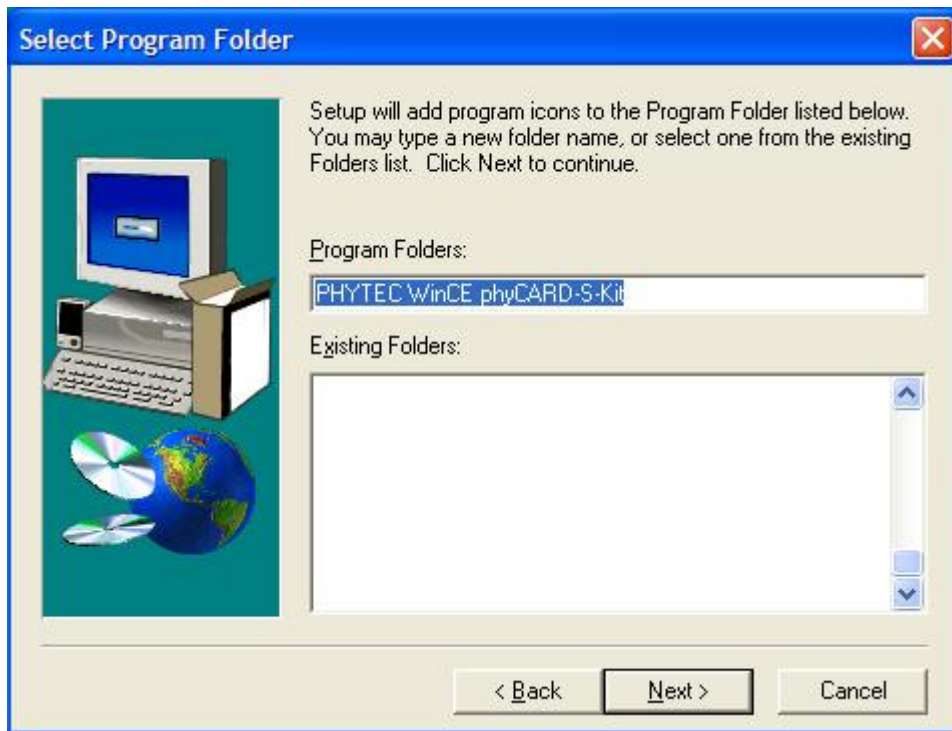 Select Program Folder
Setup will add program icons to the Program Folder listed below.
You may type a new folder name, or select one from the existing
Folders list. Click Next to continue.
Program Folders:
PHYTEC WinCE phyCARD-S-Kit
Existing Folders:
< Back
Next >
Cancel